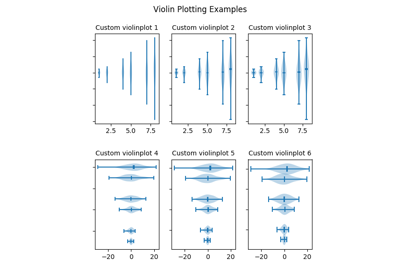 Violin Plotting Examples
Custom violinplot 1 Custom violinplot 2 Custom violinplot 3
2.5 5.0 7.5 2.5 5.0 7.5 2.5 5.0 7.5
Custom violinplot 4 Custom violinplot 5 Custom violinplot 6
−20 0 20 −20 0 20 −20 0 20